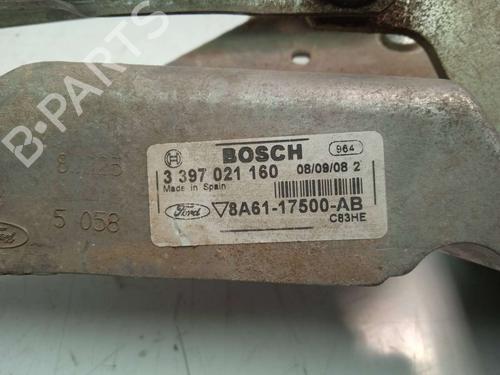 B-PARTS
BOSCH
964
3 397 021 160 08/09/08 2
Made in Spain
Ford ▽8A61-17500-AB
C83HE
5 058
Ford